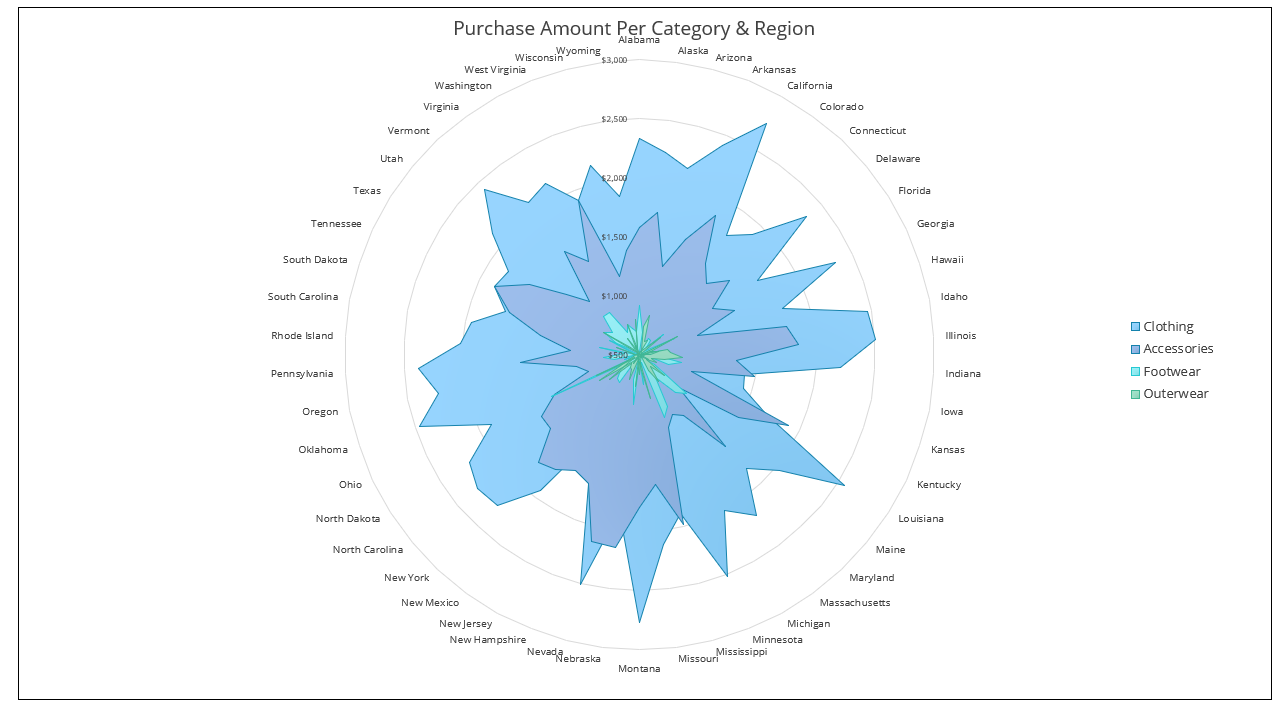 Purchase Amount Per Category & Region
Alabama
Alaska
Arizona
Arkansas
California
Colorado
Connecticut
Delaware
Florida
Georgia
Hawaii
Idaho
Illinois
Indiana
Iowa
Kansas
Kentucky
Louisiana
Maine
Maryland
Massachusetts
Michigan
Minnesota
Mississippi
Missouri
Montana
Nebraska
Nevada
New Hampshire
New Jersey
New Mexico
New York
North Carolina
North Dakota
Ohio
Oklahoma
Oregon
Pennsylvania
Rhode Island
South Carolina
South Dakota
Tennessee
Texas
Utah
Vermont
Virginia
Washington
West Virginia
Wisconsin
Wyoming
$3,000
$2,500
$2,000
$1,500
$1,000
$500
Clothing
Accessories
Footwear
Outerwear